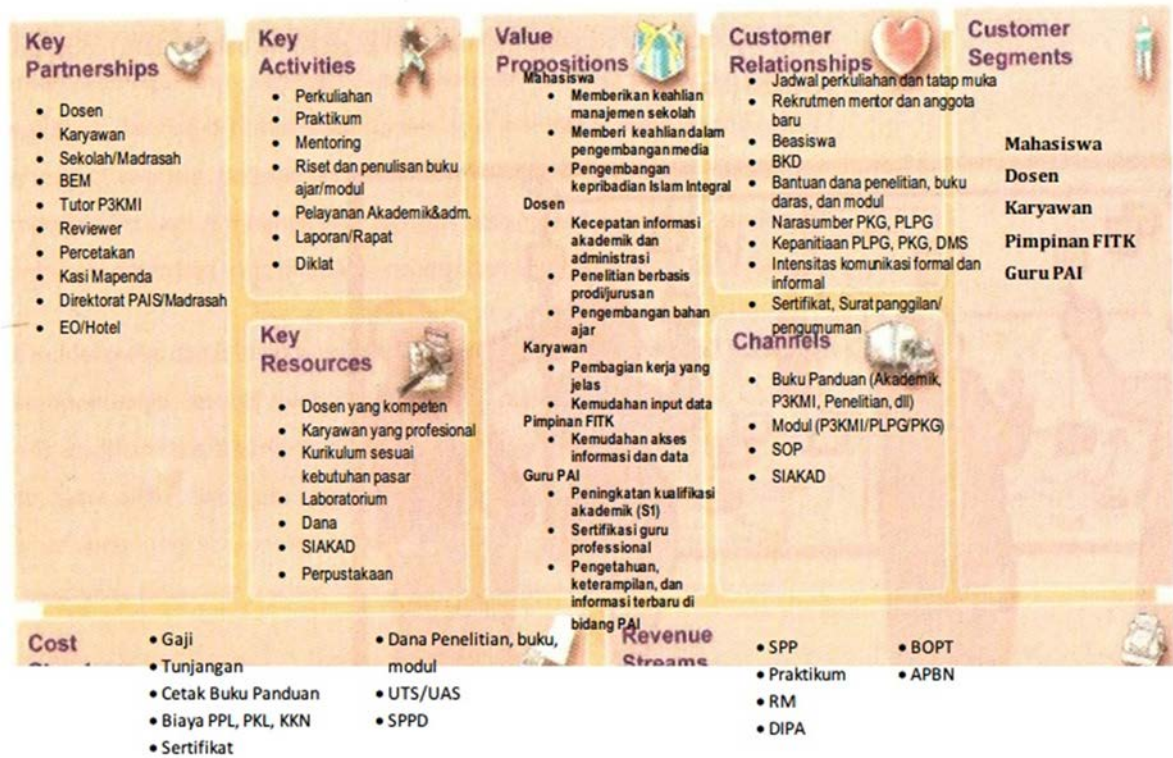 Key
Partnerships
• Dosen
• Karyawan
• Sekolah/Madrasah
• BEM
• Tutor P3KMI
• Reviewer
• Percetakan
• Kasi Mapenda
• Direktorat PAIS/Madrasah
• EO/Hotel
Key
Activities
• Perkuliahan
• Praktikum
• Mentoring
• Riset dan penulisan buku
ajar/modul
• Pelayanan Akademik&adm.
• Laporan/Rapat
• Diklat
Key
Resources
• Dosen yang kompeten
• Karyawan yang profesional
• Kurikulum sesuai
kebutuhan pasar
• Laboratorium
• Dana
• SIAKAD
• Perpustakaan
Value
Propositions
Mahasiswa
• Memberikan keahlian
manajemen sekolah
• Memberi keahlian dalam
pengembangan media
• Pengembangan
kepribadian Islam Integral
Dosen
• Kecepatan informasi
akademik dan
administrasi
• Penelitian berbasis
prodi/jurusan
• Pengembangan bahan
ajar
Karyawan
• Pembagian kerja yang
jelas
• Kemudahan input data
Pimpinan FITK
• Kemudahan akses
informasi dan data
Guru PAI
• Peningkatan kualifikasi
akademik (S1)
• Sertifikasi guru
professional
• Pengetahuan,
keterampilan, dan
informasi terbaru di
bidang PAI
Customer
Relationships
• Jadwal perkuliahan dan tatap muka
• Rekrutmen mentor dan anggota
baru
• Beasiswa
• BKD
• Bantuan dana penelitian, buku
daras, dan modul
• Narasumber PKG, PLPG
• Kepanitiaan PLPG, PKG, DMS
• Intensitas komunikasi formal dan
informal
• Sertifikat, Surat panggilan/
pengumuman
Channels
• Buku Panduan (Akademik,
P3KMI, Penelitian, dll)
• Modul (P3KMI/PLPG/PKG)
• SOP
• SIAKAD
Customer
Segments
Mahasiswa
Dosen
Karyawan
Pimpinan FITK
Guru PAI
Cost
• Gaji
• Tunjangan
• Cetak Buku Panduan
• Biaya PPL, PKL, KKN
• Sertifikat
• Dana Penelitian, buku,
modul
• UTS/UAS
• SPPD
Revenue
Streams
• SPP
• Praktikum
• RM
• DIPA
• BOPT
• APBN